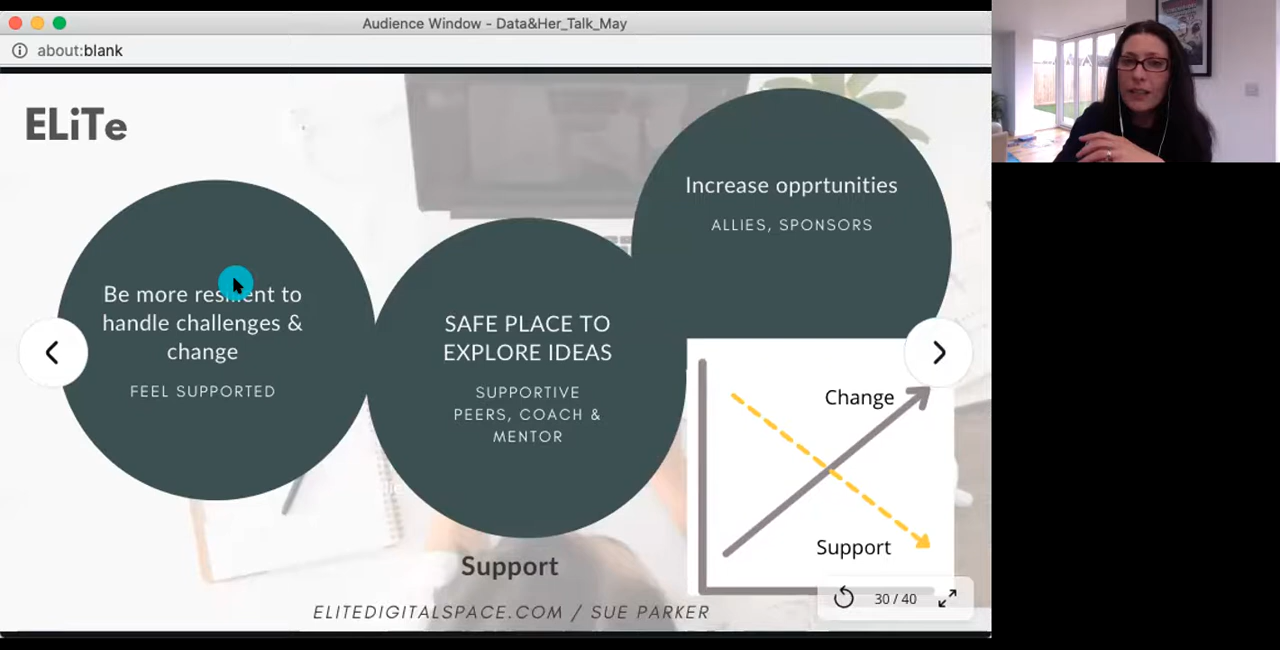 Audience Window - Data&Her_Talk_May
about:blank
ELiTe
Be more resilient to
handle challenges &
change
FEEL SUPPORTED
SAFE PLACE TO
EXPLORE IDEAS
SUPPORTIVE
PEERS, COACH &
MENTOR
Increase opprtunities
ALLIES, SPONSORS
Change
Support
Support
ELITEDIGITALSPACE.COM / SUE PARKER
30 / 40